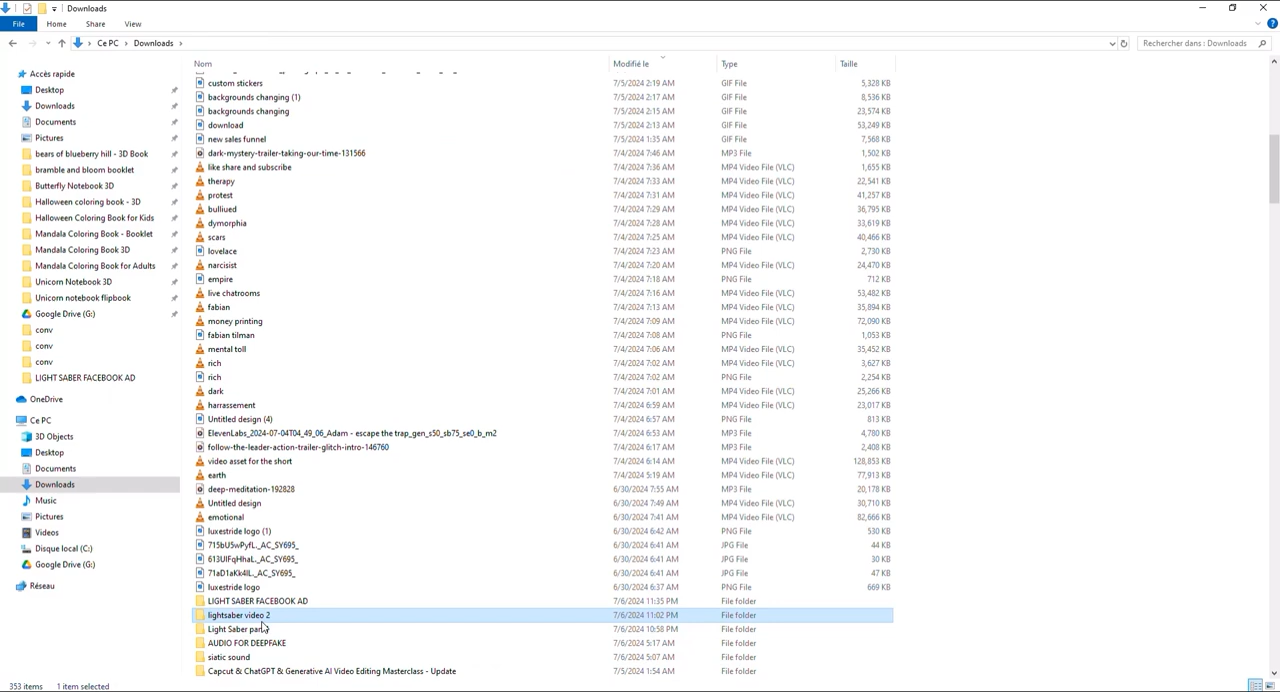 Downloads
File Home Share View
Ce PC Downloads Rechercher dans : Downloads
Nom Modifié le Type Taille
Accès rapide
Desktop
Downloads
Documents
Pictures
bears of blueberry hill - 3D Book
bramble and bloom booklet
Butterfly Notebook 3D
Halloween coloring book - 3D
Halloween Coloring Book for Kids
Mandala Coloring Book - Booklet
Mandala Coloring Book 3D
Mandala Coloring Book for Adults
Unicorn Notebook 3D
Unicorn notebook flipbook
Google Drive (G:)
conv
conv
conv
LIGHT SABER FACEBOOK AD
OneDrive
Ce PC
3D Objects
Desktop
Documents
Downloads
Music
Pictures
Videos
Disque local (C:)
Google Drive (G:)
Réseau
custom stickers 7/5/2024 2:19 AM GIF File 5,328 KB
backgrounds changing (1) 7/5/2024 2:17 AM GIF File 8,536 KB
backgrounds changing 7/5/2024 2:15 AM GIF File 23,574 KB
download 7/5/2024 2:13 AM GIF File 53,249 KB
new sales funnel 7/5/2024 1:35 AM GIF File 7,568 KB
dark-mystery-trailer-taking-our-time-131566 7/4/2024 7:46 AM MP3 File 1,502 KB
like share and subscribe 7/4/2024 7:36 AM MP4 Video File (VLC) 1,655 KB
therapy 7/4/2024 7:33 AM MP4 Video File (VLC) 22,541 KB
protest 7/4/2024 7:31 AM MP4 Video File (VLC) 41,257 KB
bulliued 7/4/2024 7:29 AM MP4 Video File (VLC) 36,795 KB
dymorphia 7/4/2024 7:28 AM MP4 Video File (VLC) 33,619 KB
scars 7/4/2024 7:25 AM MP4 Video File (VLC) 40,466 KB
lovelace 7/4/2024 7:23 AM PNG File 2,730 KB
narcisist 7/4/2024 7:20 AM MP4 Video File (VLC) 24,470 KB
empire 7/4/2024 7:18 AM PNG File 712 KB
live chatrooms 7/4/2024 7:16 AM MP4 Video File (VLC) 53,482 KB
fabian 7/4/2024 7:13 AM MP4 Video File (VLC) 35,894 KB
money printing 7/4/2024 7:09 AM MP4 Video File (VLC) 72,090 KB
fabian tilman 7/4/2024 7:08 AM PNG File 1,053 KB
mental toll 7/4/2024 7:06 AM MP4 Video File (VLC) 35,452 KB
rich 7/4/2024 7:02 AM MP4 Video File (VLC) 3,627 KB
rich 7/4/2024 7:02 AM PNG File 2,254 KB
dark 7/4/2024 7:01 AM MP4 Video File (VLC) 25,266 KB
harrassement 7/4/2024 6:59 AM MP4 Video File (VLC) 23,017 KB
Untitled design (4) 7/4/2024 6:57 AM PNG File 813 KB
ElevenLabs_2024-07-04T04_49_06_Adam - escape the trap_gen_s50_sb75_se0_b_m2 7/4/2024 6:53 AM MP3 File 4,780 KB
follow-the-leader-action-trailer-glitch-intro-146760 7/4/2024 6:17 AM MP3 File 2,408 KB
video asset for the short 7/4/2024 6:14 AM MP4 Video File (VLC) 128,853 KB
earth 7/4/2024 5:19 AM MP4 Video File (VLC) 77,913 KB
deep-meditation-192828 6/30/2024 7:55 AM MP3 File 20,178 KB
Untitled design 6/30/2024 7:49 AM MP4 Video File (VLC) 30,710 KB
emotional 6/30/2024 7:41 AM MP4 Video File (VLC) 82,666 KB
luxestride logo (1) 6/30/2024 6:42 AM PNG File 530 KB
715bU5wPyfL._AC_SY695_ 6/30/2024 6:41 AM JPG File 44 KB
613UIFqHhaL._AC_SY695_ 6/30/2024 6:41 AM JPG File 30 KB
71aD1aKk4IL._AC_SY695_ 6/30/2024 6:41 AM JPG File 47 KB
luxestride logo 6/30/2024 6:37 AM PNG File 669 KB
LIGHT SABER FACEBOOK AD 7/6/2024 11:35 PM File folder
lightsaber video 2 7/6/2024 11:02 PM File folder
Light Saber 7/6/2024 10:58 PM File folder
AUDIO FOR DEEPFAKE 7/6/2024 5:17 AM File folder
siatic sound 7/6/2024 5:07 AM File folder
Capcut & ChatGPT & Generative AI Video Editing Masterclass - Update 7/5/2024 1:54 AM File folder
353 items 1 item selected